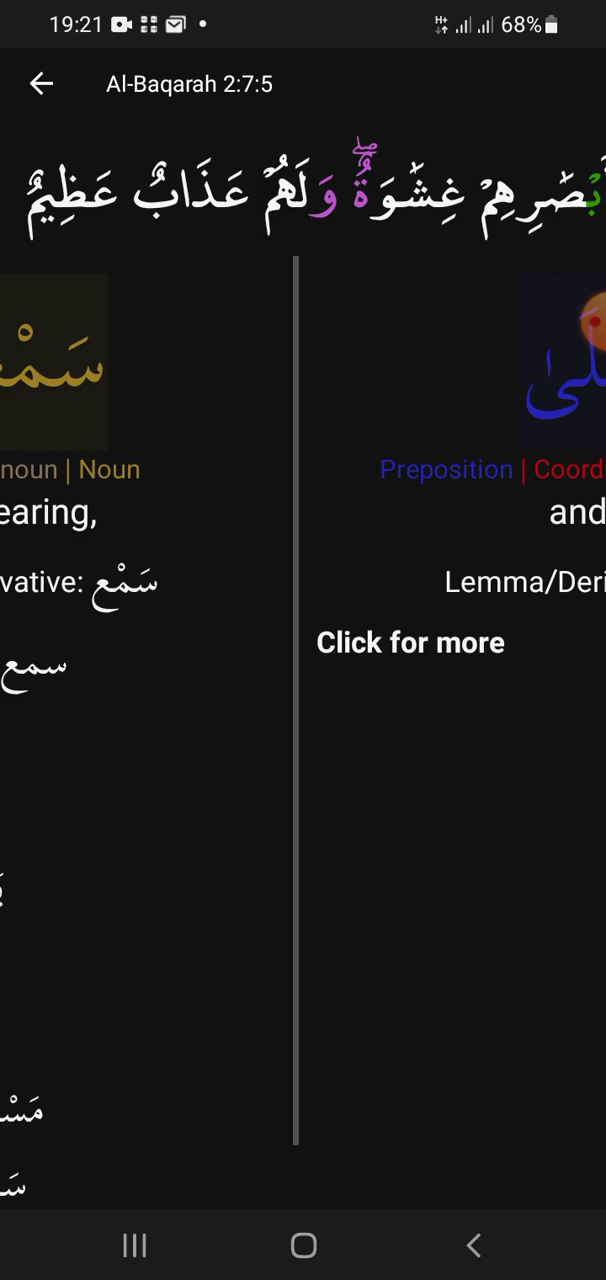 19:21 68%
Al-Baqarah 2:7:5
بْصَٰرِهِمْ غِشَٰوَةٌۖ وَلَهُمْ عَذَابٌ عَظِيمٌ
noun | Noun
Preposition | Coord
earing,
and
vative: سَمْع
Lemma/Deri
Click for more
سمع